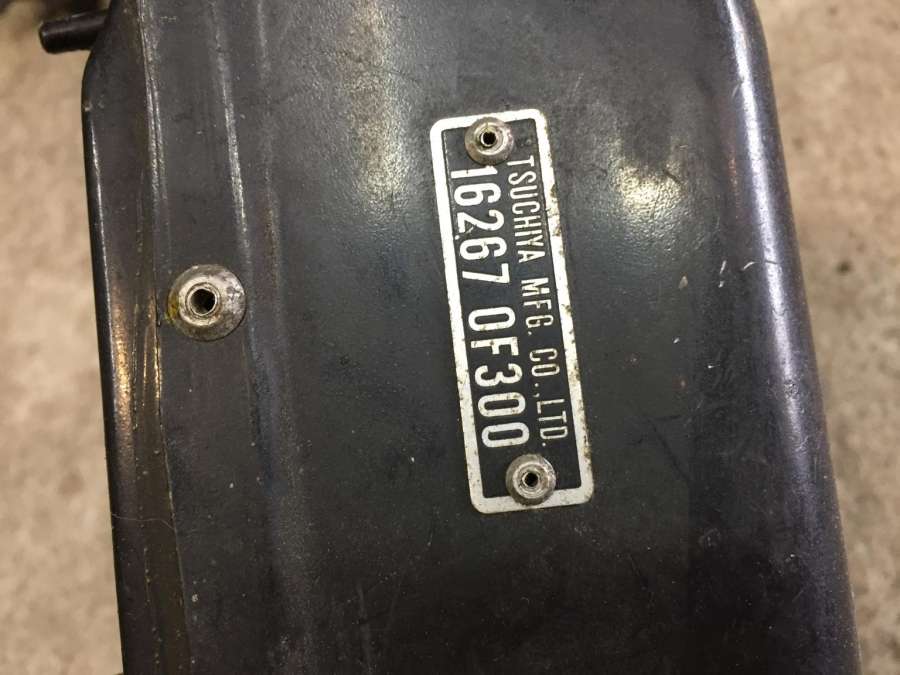 TSUCHIYA MFG. CO.,LTD.
16267 0F300